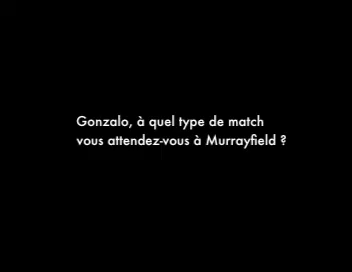 Gonzalo, à quel type de match
vous attendez-vous à Murrayfield ?